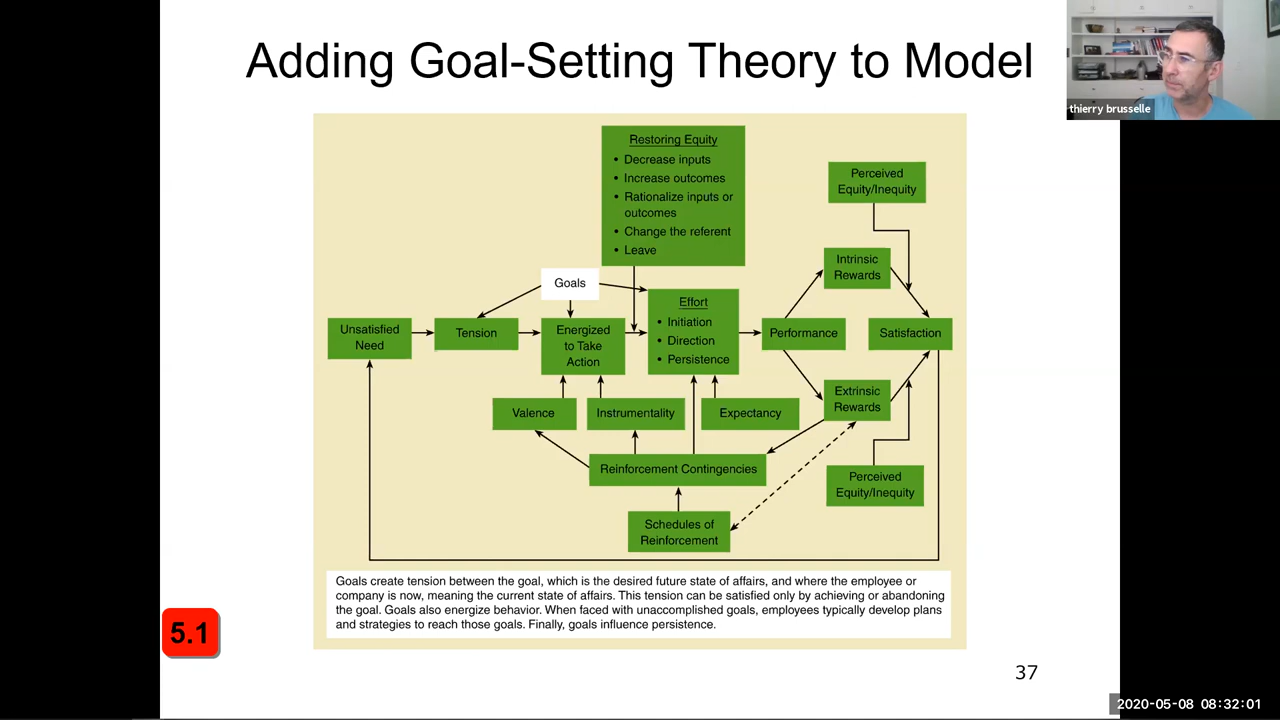 Adding Goal-Setting Theory to Model
thierry brusselle
Restoring Equity
• Decrease inputs
• Increase outcomes
• Rationalize inputs or
outcomes
• Change the referent
• Leave
Perceived
Equity/Inequity
Intrinsic
Rewards
Goals
Effort
• Initiation
• Direction
• Persistence
Unsatisfied
Need
Tension
Energized
to Take
Action
Performance
Satisfaction
Valence
Instrumentality
Expectancy
Extrinsic
Rewards
Reinforcement Contingencies
Perceived
Equity/Inequity
Schedules of
Reinforcement
Goals create tension between the goal, which is the desired future state of affairs, and where the employee or
company is now, meaning the current state of affairs. This tension can be satisfied only by achieving or abandoning
the goal. Goals also energize behavior. When faced with unaccomplished goals, employees typically develop plans
and strategies to reach those goals. Finally, goals influence persistence.
5.1
37
2020-05-08 08:32:01